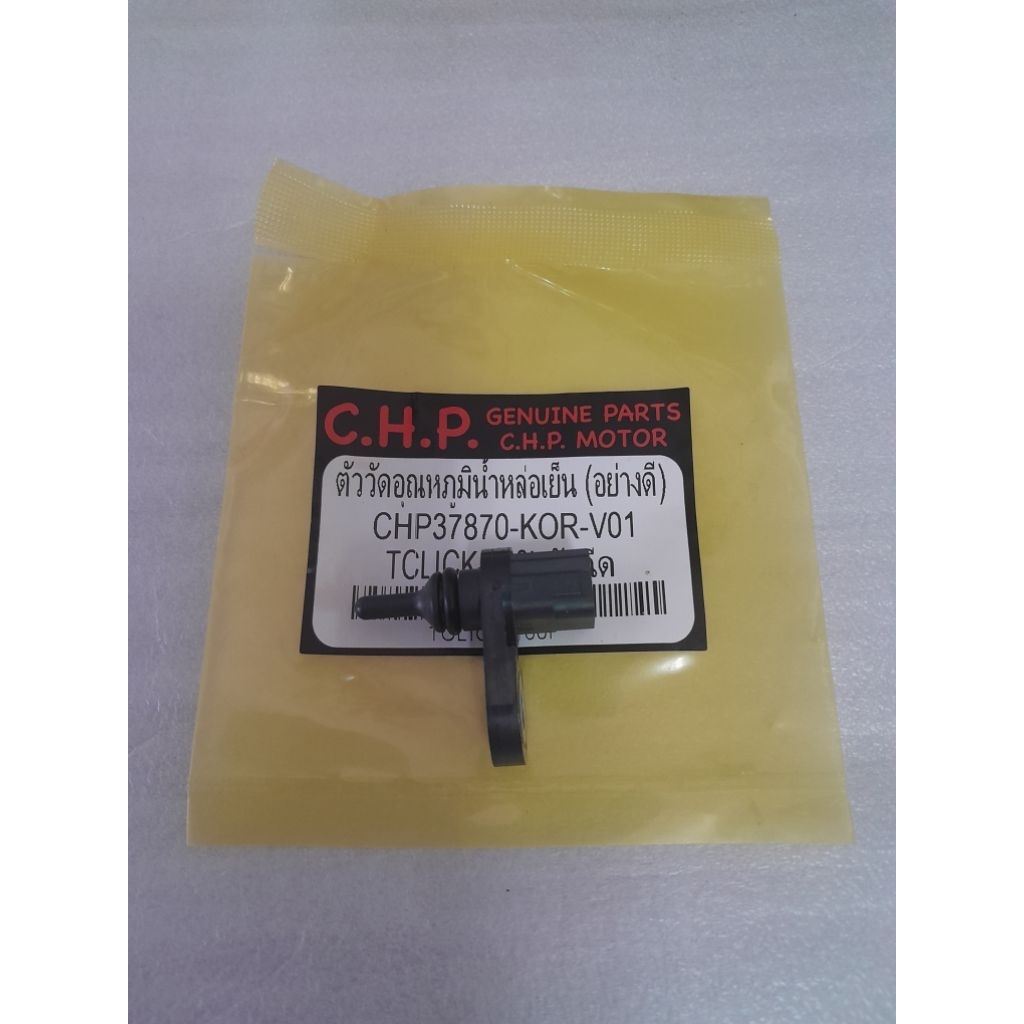 C.H.P. GENUINE PARTS
C.H.P. MOTOR
ตัววัดอุณหภูมิน้ำหล่อเย็น (อย่างดี)
CHP37870-KOR-V01
TCLICK